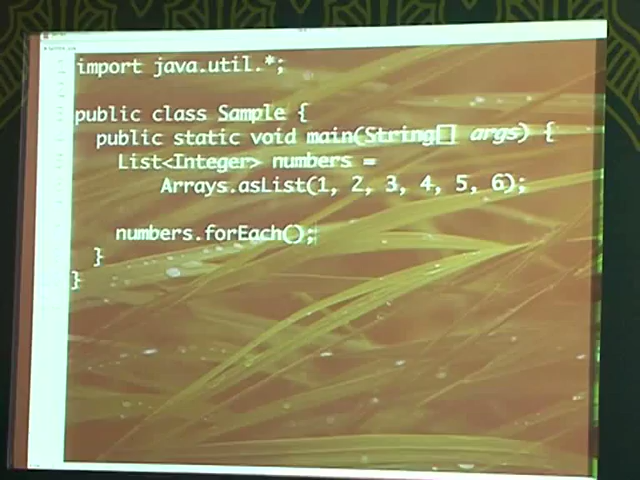 import java.util.*;
public class Sample {
public static void main(String[] args) {
List<Integer> numbers =
Arrays.asList(1, 2, 3, 4, 5, 6);
numbers.forEach();
}
}